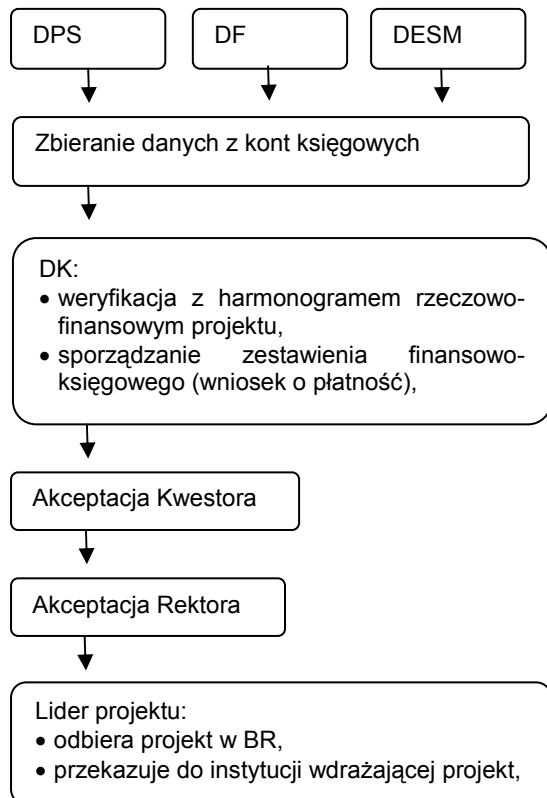 DPS DF DESM
Zbieranie danych z kont księgowych
DK:
• weryfikacja z harmonogramem rzeczowo-
finansowym projektu,
• sporządzanie zestawienia finansowo-
księgowego (wniosek o płatność),
Akceptacja Kwestora
Akceptacja Rektora
Lider projektu:
• odbiera projekt w BR,
• przekazuje do instytucji wdrażającej projekt,